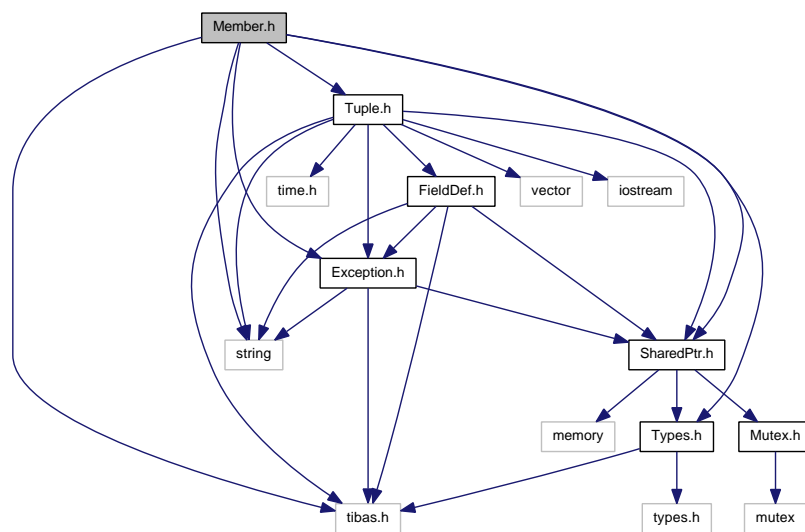 Member.h
Tuple.h
time.h
FieldDef.h
vector
iostream
Exception.h
string
SharedPtr.h
memory
Types.h
Mutex.h
tibas.h
types.h
mutex